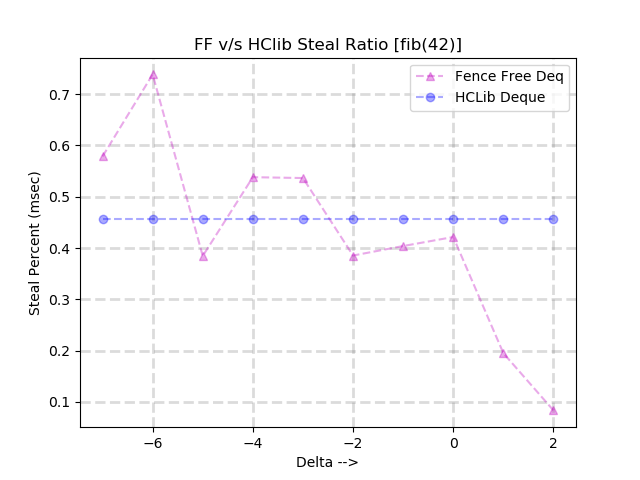 FF v/s HClib Steal Ratio [fib(42)]
Fence Free Deq
HCLib Deque
Steal Percent (msec)
0.7
0.6
0.5
0.4
0.3
0.2
0.1
−6 −4 −2 0 2
Delta -->